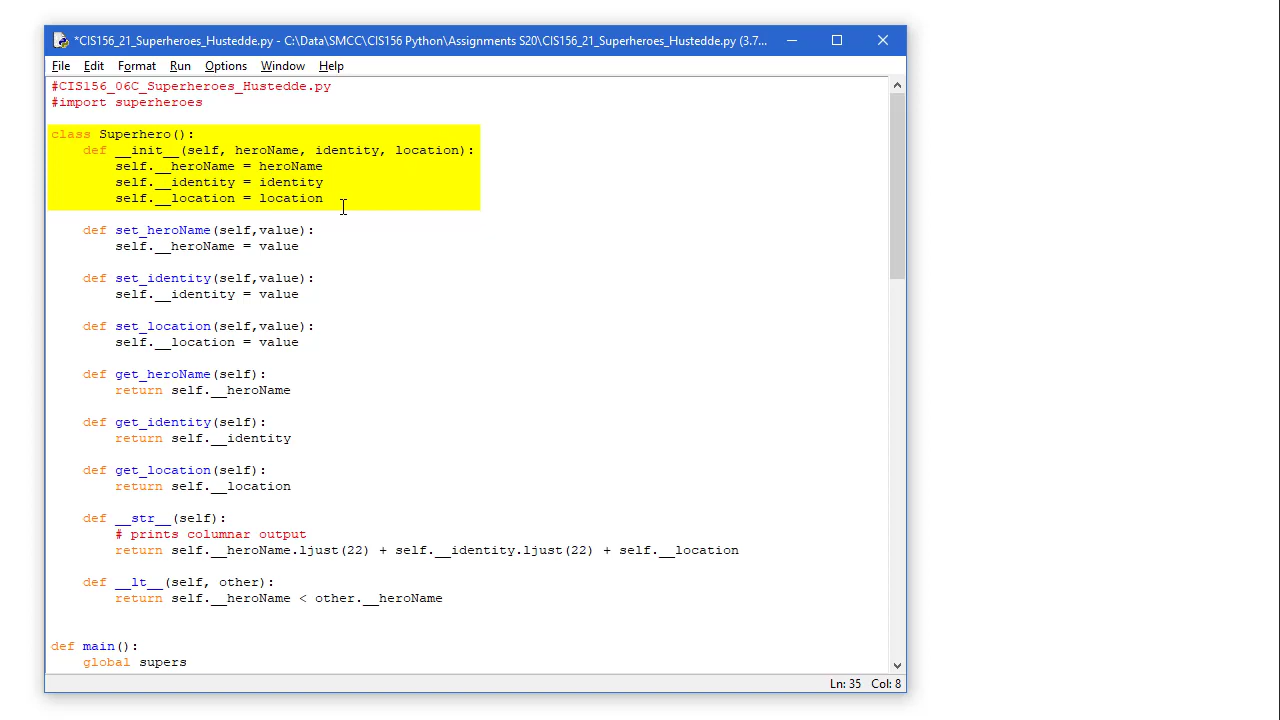 *CIS156_21_Superheroes_Hustedde.py - C:\Data\SMCC\CIS156 Python\Assignments S20\CIS156_21_Superheroes_Hustedde.py (3.7...
File Edit Format Run Options Window Help
#CIS156_06C_Superheroes_Hustedde.py
#import superheroes
class Superhero():
    def __init__(self, heroName, identity, location):
        self.__heroName = heroName
        self.__identity = identity
        self.__location = location
    def set_heroName(self,value):
        self.__heroName = value
    def set_identity(self,value):
        self.__identity = value
    def set_location(self,value):
        self.__location = value
    def get_heroName(self):
        return self.__heroName
    def get_identity(self):
        return self.__identity
    def get_location(self):
        return self.__location
    def __str__(self):
        # prints columnar output
        return self.__heroName.ljust(22) + self.__identity.ljust(22) + self.__location
    def __lt__(self, other):
        return self.__heroName < other.__heroName
def main():
    global supers
Ln: 35 Col: 8